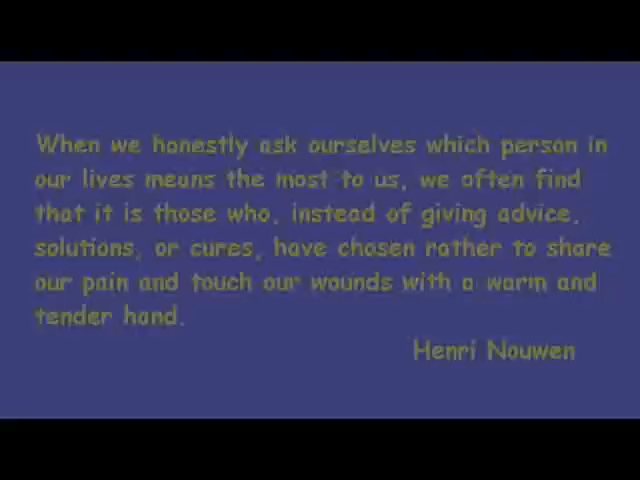 When we honestly ask ourselves which person in
our lives means the most to us, we often find
that it is those who, instead of giving advice,
solutions, or cures, have chosen rather to share
our pain and touch our wounds with a warm and
tender hand.
Henri Nouwen